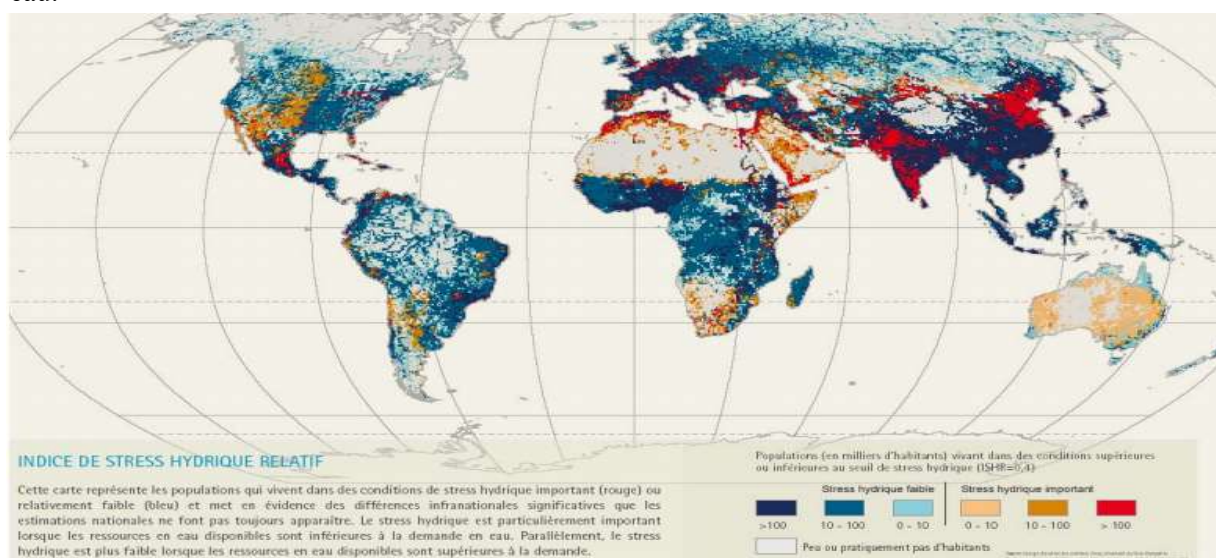 INDICE DE STRESS HYDRIQUE RELATIF
Cette carte représente les populations qui vivent dans des conditions de stress hydrique important (rouge) ou
relativement faible (bleu) et met en évidence des différences infranationales significatives que les
estimations nationales ne font pas toujours apparaître. Le stress hydrique est particulièrement important
lorsque les ressources en eau disponibles sont inférieures à la demande en eau. Parallèlement, le stress
hydrique est plus faible lorsque les ressources en eau disponibles sont supérieures à la demande.
Populations (en milliers d'habitants) vivant dans des conditions supérieures
ou inférieures au seuil de stress hydrique (ISHR=0,4)
Stress hydrique faible
Stress hydrique important
>100 10 - 100 0 - 10 0 - 10 10 - 100 > 100
Peu ou pratiquement pas d'habitants